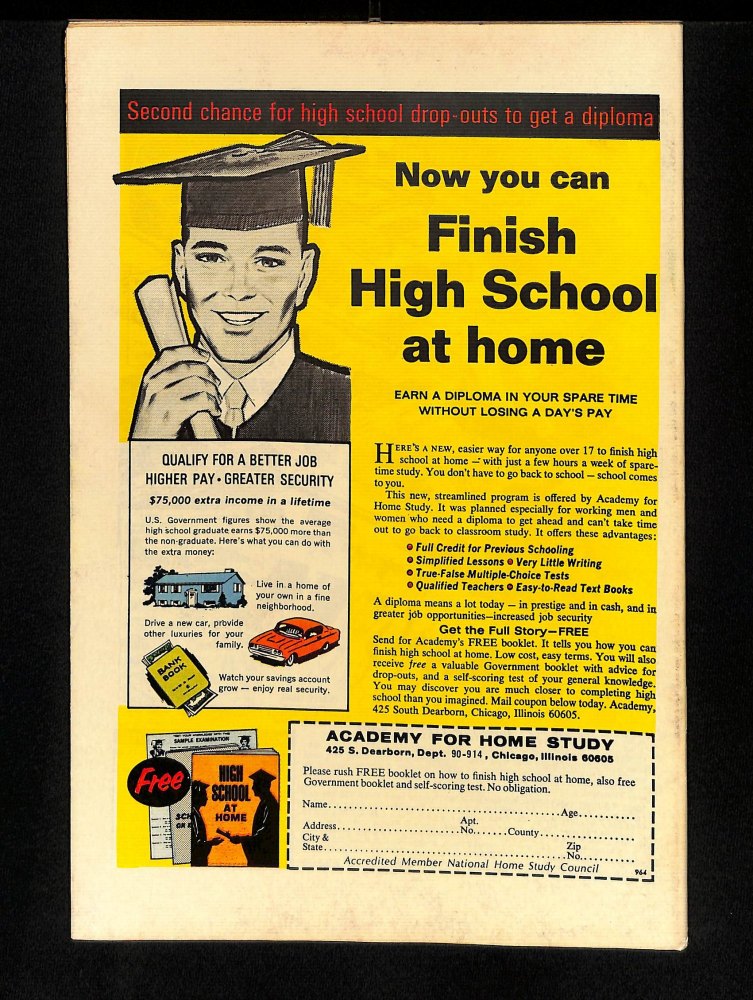 Second chance for high school drop-outs to get a diploma
Now you can
Finish
High School
at home
EARN A DIPLOMA IN YOUR SPARE TIME
WITHOUT LOSING A DAY'S PAY
QUALIFY FOR A BETTER JOB
HIGHER PAY • GREATER SECURITY
$75,000 extra income in a lifetime
U.S. Government figures show the average
high school graduate earns $75,000 more than
the non-graduate. Here's what you can do with
the extra money:
Live in a home of
your own in a fine
neighborhood.
Drive a new car, provide
other luxuries for your
family.
BANK
BOOK
Watch your savings account
grow — enjoy real security.
HERE'S A NEW, easier way for anyone over 17 to finish high
school at home — with just a few hours a week of spare-
time study. You don't have to go back to school — school comes
to you.
This new, streamlined program is offered by Academy for
Home Study. It was planned especially for working men and
women who need a diploma to get ahead and can't take time
out to go back to classroom study. It offers these advantages:
• Full Credit for Previous Schooling
• Simplified Lessons • Very Little Writing
• True-False Multiple-Choice Tests
• Qualified Teachers • Easy-to-Read Text Books
A diploma means a lot today — in prestige and in cash, and in
greater job opportunities—increased job security
Get the Full Story—FREE
Send for Academy's FREE booklet. It tells you how you can
finish high school at home. Low cost, easy terms. You will also
receive free a valuable Government booklet with advice for
drop-outs, and a self-scoring test of your general knowledge.
You may discover you are much closer to completing high
school than you imagined. Mail coupon below today. Academy,
425 South Dearborn, Chicago, Illinois 60605.
SAMPLE EXAMINATION
Free
HIGH
SCHOOL
AT
HOME
SCH
OR
ACADEMY FOR HOME STUDY
425 S. Dearborn, Dept. 90-914, Chicago, Illinois 60605
Please rush FREE booklet on how to finish high school at home, also free
Government booklet and self-scoring test. No obligation.
Name..................................................Age............
Address..........................Apt. No.......County....................
City &
State..................................................Zip No..........
Accredited Member National Home Study Council
964